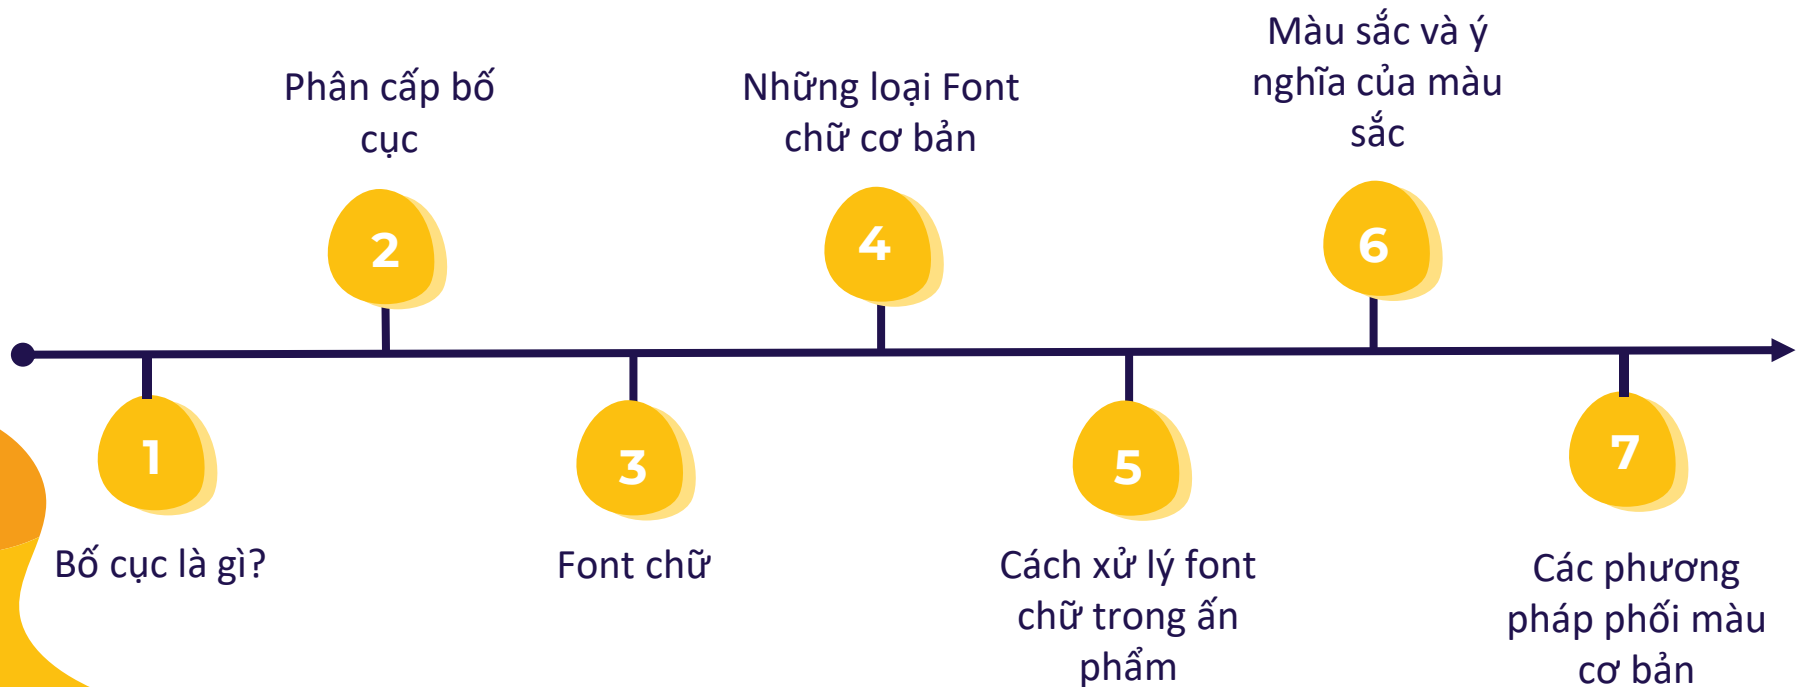 1
Bố cục là gì?
Phân cấp bố
cục
2
3
Font chữ
Những loại Font
chữ cơ bản
4
5
Cách xử lý font
chữ trong ấn
phẩm
Màu sắc và ý
nghĩa của màu
sắc
6
7
Các phương
pháp phối màu
cơ bản